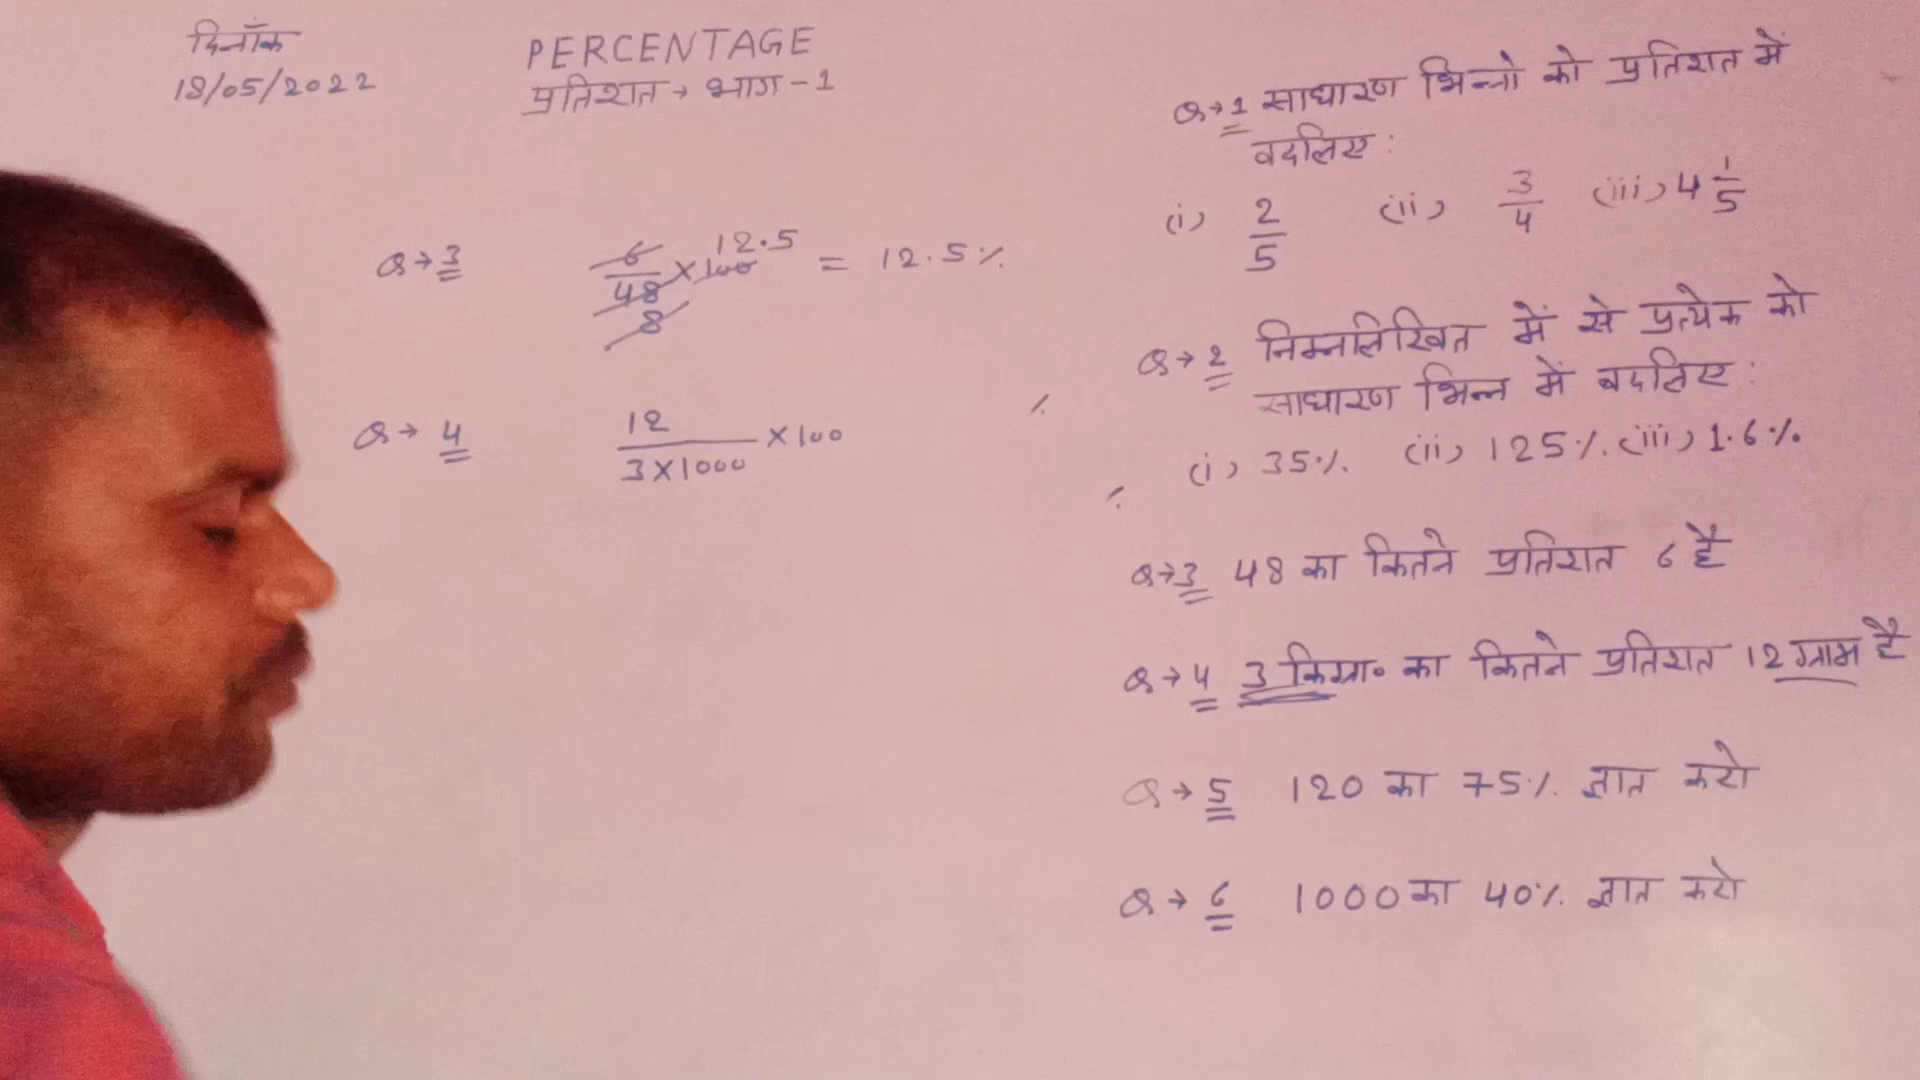 दिनाँक
18/05/2022
PERCENTAGE
प्रतिशत → भाग - 1
Q→3 6/48 × 100 12.5 = 12.5%
8
Q→4 12/3×1000 × 100
Q→1 साधारण भिन्नो को प्रतिशत में
बदलिए :
(i) 2/5 (ii) 3/4 (iii) 4 1/5
Q→2 निम्नलिखित में से प्रत्येक को
साधारण भिन्न में बदलिए :
(i) 35% (ii) 125% (iii) 1.6%
Q→3 48 का कितने प्रतिशत 6 है
Q→4 3 किग्रा० का कितने प्रतिशत 12 ग्राम है
Q→5 120 का 75% ज्ञात करो
Q→6 1000 का 40% ज्ञात करो